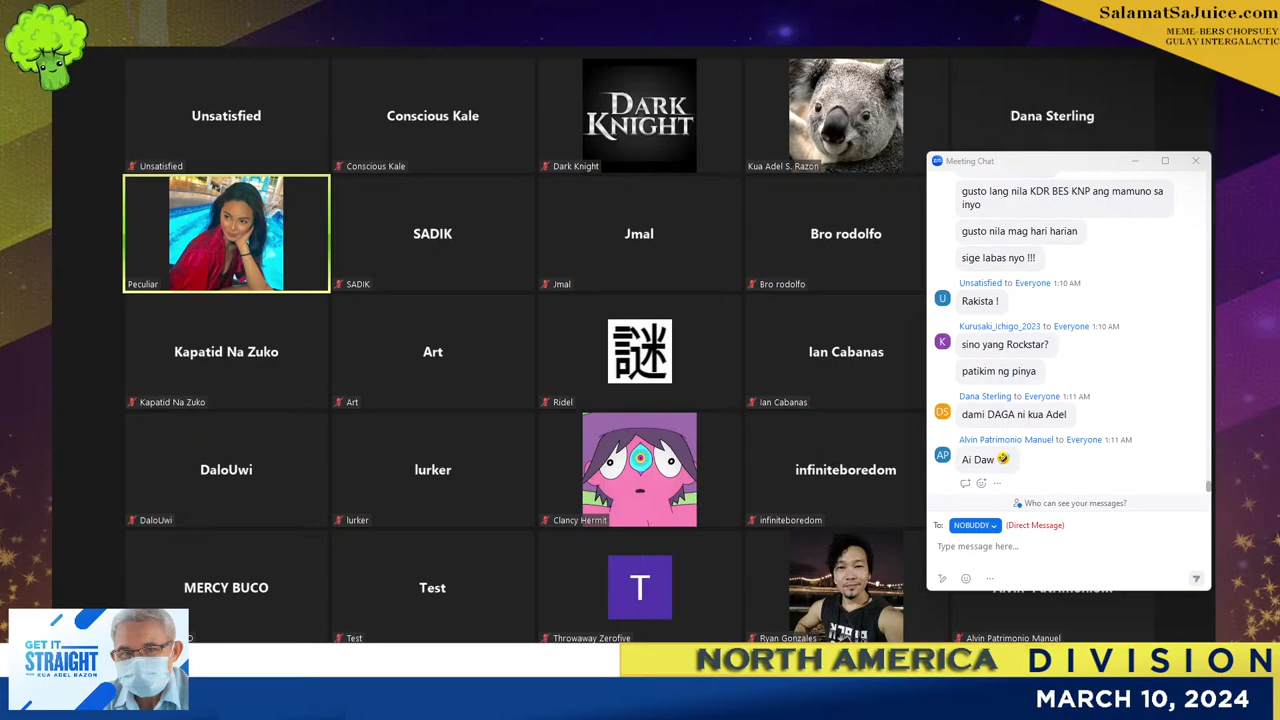 SalamatSaJuice.com
MEME-BERS CHOPSUEY
GULAY INTERGALACTIC
Unsatisfied
Unsatisfied
Conscious Kale
Conscious Kale
DARK
KNIGHT
Dark Knight
Kua Adel S. Razon
Dana Sterling
Peculiar
SADIK
SADIK
Jmal
Jmal
Bro rodolfo
Bro rodolfo
Kapatid Na Zuko
Kapatid Na Zuko
Art
Art
謎
Ridel
Ian Cabanas
Ian Cabanas
DaloUwi
DaloUwi
lurker
lurker
Clancy Hermit
infiniteboredom
infiniteboredom
MERCY BUCO
Test
Test
T
Throwaway Zerofive
Ryan Gonzales
Alvin Patrimonio Manuel
Meeting Chat
gusto lang nila KDR BES KNP ang mamuno sa
inyo
gusto nila mag hari harian
sige labas nyo !!!
Unsatisfied to Everyone 1:10 AM
U
Rakista !
Kurusaki_Ichigo_2023 to Everyone 1:10 AM
K
sino yang Rockstar?
patikim ng pinya
Dana Sterling to Everyone 1:11 AM
DS
dami DAGA ni kua Adel
Alvin Patrimonio Manuel to Everyone 1:11 AM
AP
Ai Daw 🤣
Who can see your messages?
To: NOBUDDY (Direct Message)
Type message here...
GET IT
STRAIGHT
KUA ADEL RAZON
NORTH AMERICA DIVISION
MARCH 10, 2024